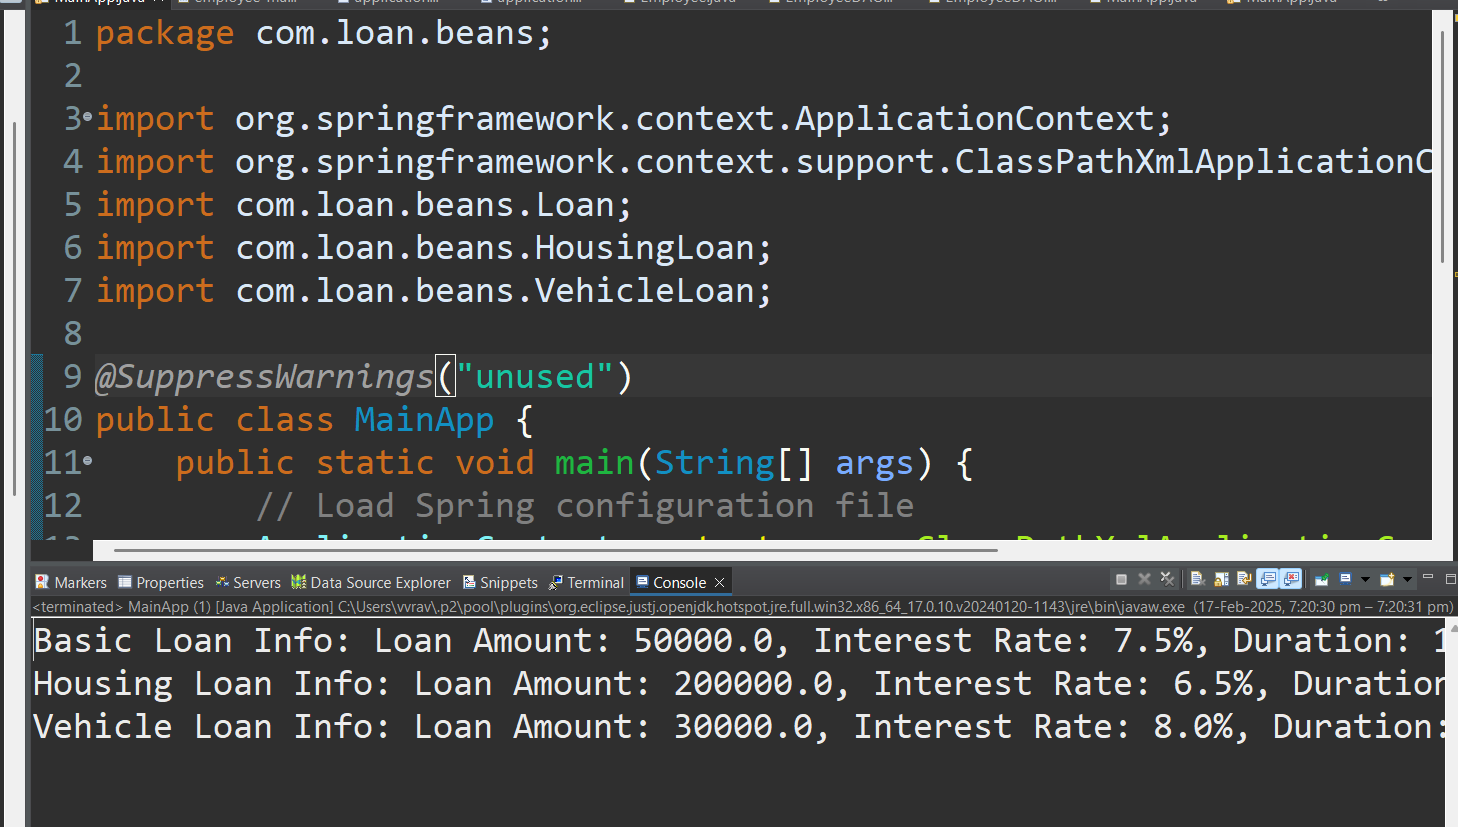 1 package com.loan.beans;
2
3 import org.springframework.context.ApplicationContext;
4 import org.springframework.context.support.ClassPathXmlApplicationC
5 import com.loan.beans.Loan;
6 import com.loan.beans.HousingLoan;
7 import com.loan.beans.VehicleLoan;
8
9 @SuppressWarnings("unused")
10 public class MainApp {
11 public static void main(String[] args) {
12 // Load Spring configuration file
Markers Properties Servers Data Source Explorer Snippets Terminal Console
<terminated> MainApp (1) [Java Application] C:\Users\vvrav\.p2\pool\plugins\org.eclipse.justj.openjdk.hotspot.jre.full.win32.x86_64_17.0.10.v20240120-1143\jre\bin\javaw.exe (17-Feb-2025, 7:20:30 pm – 7:20:31 pm)
Basic Loan Info: Loan Amount: 50000.0, Interest Rate: 7.5%, Duration: 1
Housing Loan Info: Loan Amount: 200000.0, Interest Rate: 6.5%, Duration
Vehicle Loan Info: Loan Amount: 30000.0, Interest Rate: 8.0%, Duration: